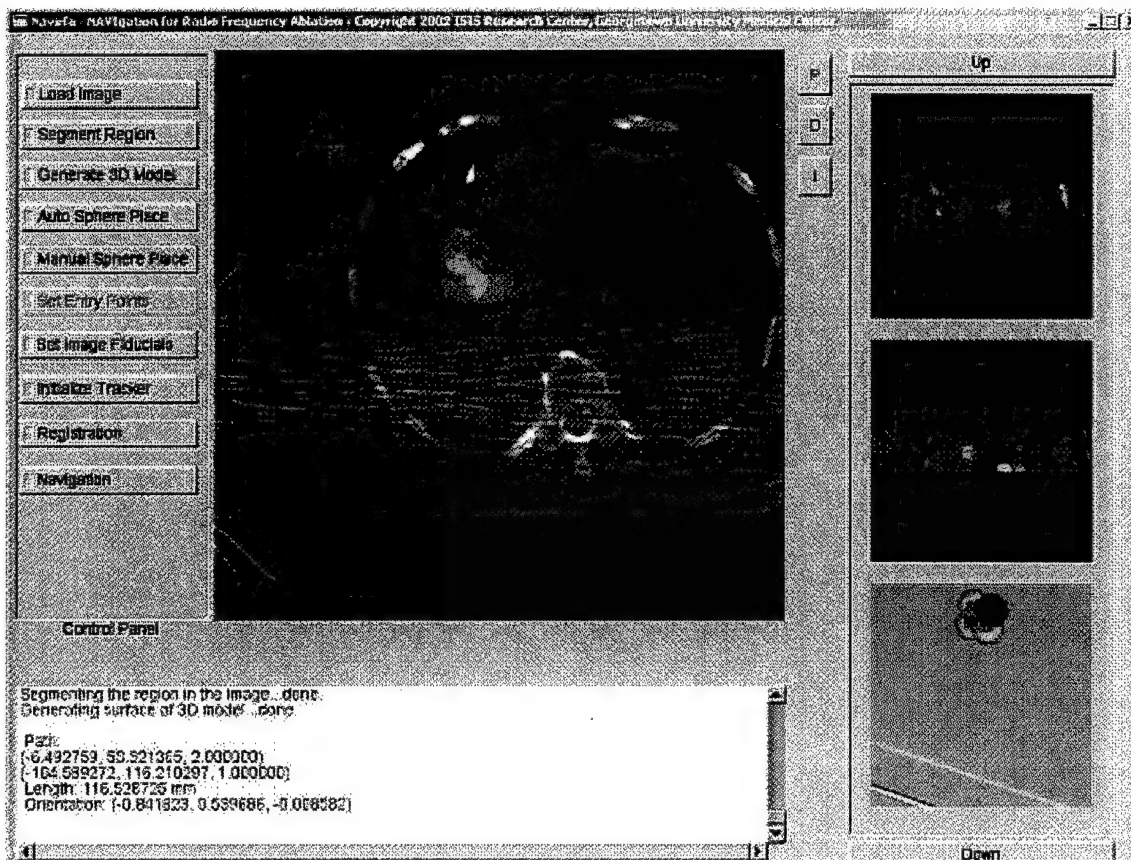 NAVIgation for Radio Frequency Ablation - Copyright 2002 ISIS Research Center, Georgetown University Medical Center
Load Image
Segment Region
Generate 3D Model
Auto Sphere Place
Manual Sphere Place
Set Entry Points
Set Image Fiducials
Initialize Tracker
Registration
Navigation
Control Panel
P
D
I
Up
Segmenting the region in the image...done.
Generating surface of 3D model...done.
Path:
(-6.492759, 53.321365, 2.000000)
(-104.589272, 116.210297, 1.000000)
Length: 116.528726 mm
Orientation: (-0.841823, 0.539686, -0.008582)
Down